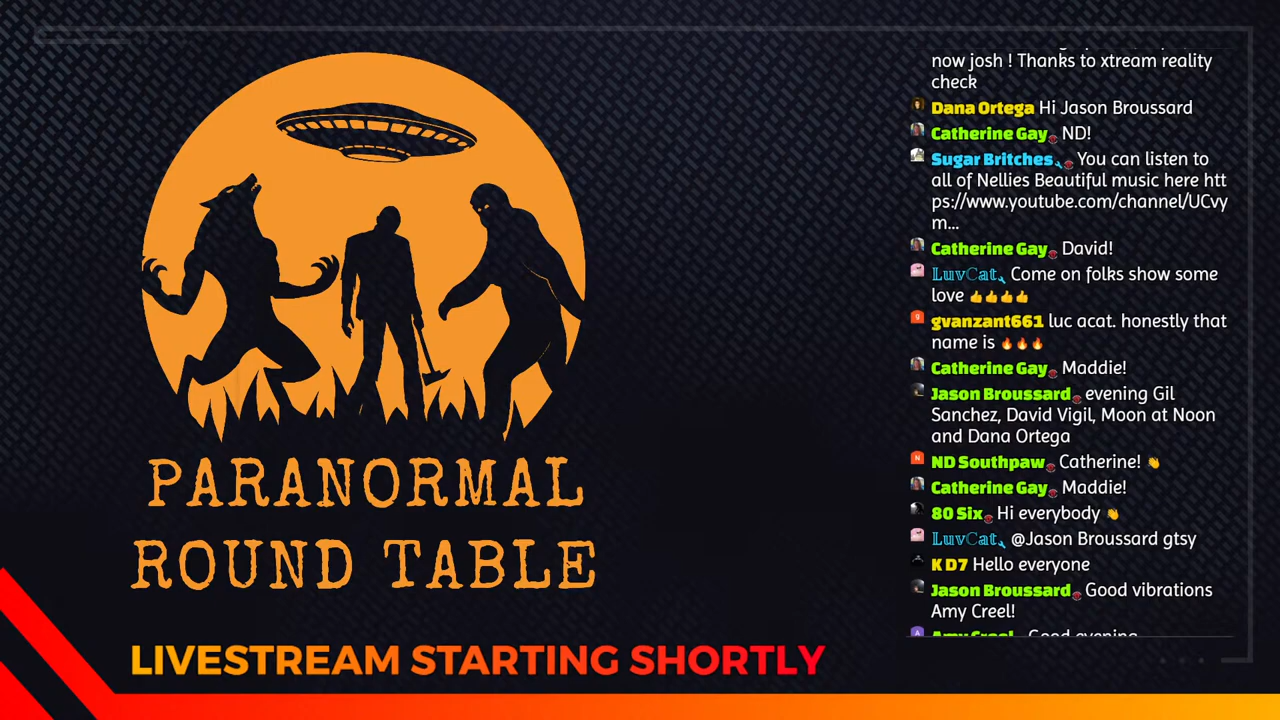 PARANORMAL
ROUND TABLE
LIVESTREAM STARTING SHORTLY
now josh ! Thanks to xtream reality
check
Dana Ortega Hi Jason Broussard
Catherine Gay ND!
Sugar Britches You can listen to
all of Nellies Beautiful music here htt
ps://www.youtube.com/channel/UCvy
m...
Catherine Gay David!
LuvCat Come on folks show some
love 👍👍👍👍
gvanzant661 luc acat. honestly that
name is 🔥🔥🔥
Catherine Gay Maddie!
Jason Broussard evening Gil
Sanchez, David Vigil, Moon at Noon
and Dana Ortega
ND Southpaw Catherine! 👏
Catherine Gay Maddie!
80 Six Hi everybody 👏
LuvCat @Jason Broussard gtsy
K D7 Hello everyone
Jason Broussard Good vibrations
Amy Creel!
Amy Creel Good evening